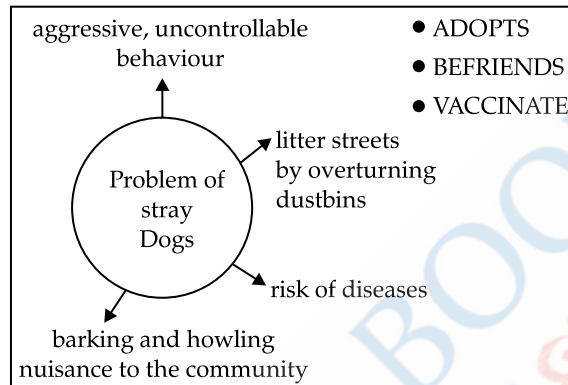 aggressive, uncontrollable
behaviour
● ADOPTS
● BEFRIENDS
● VACCINATE
litter streets
by overturning
dustbins
Problem of
stray
Dogs
risk of diseases
barking and howling
nuisance to the community
BOO